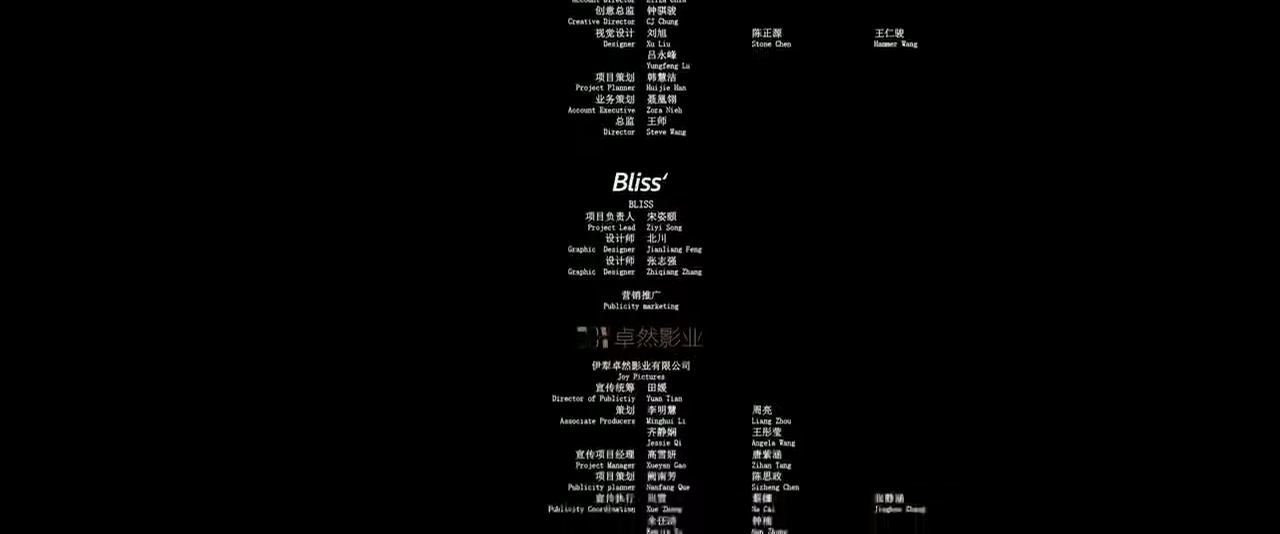 创意总监 钟骐骏
Creative Director CJ Chung
视觉设计 刘旭 陈正源 王仁骏
Designer Xu Liu Stone Chen Hammer Wang
吕永峰
Yungfeng Lu
项目策划 韩慧洁
Project Planner Huijie Han
业务策划 聂凰翎
Account Executive Zora Nieh
总监 王师
Director Steve Wang
Bliss‘
BLISS
项目负责人 宋姿颐
Project Lead Ziyi Song
设计师 北川
Graphic Designer Jianliang Feng
设计师 张志强
Graphic Designer Zhiqiang Zhang
营销推广
Publicity marketing
卓然影业
伊犁卓然影业有限公司
Joy Pictures
宣传统筹 田媛
Director of Publictiy Yuan Tian
策划 李明慧 周亮
Associate Producers Minghui Li Liang Zhou
齐静娴 王彤莹
Jessie Qi Angela Wang
宣传项目经理 高雪妍 唐紫涵
Project Manager Xueyan Gao Zihan Tang
项目策划 阙南芳 陈思政
Publicity planner Nanfang Que Sizheng Chen
宣传执行
Publicity Coordinating